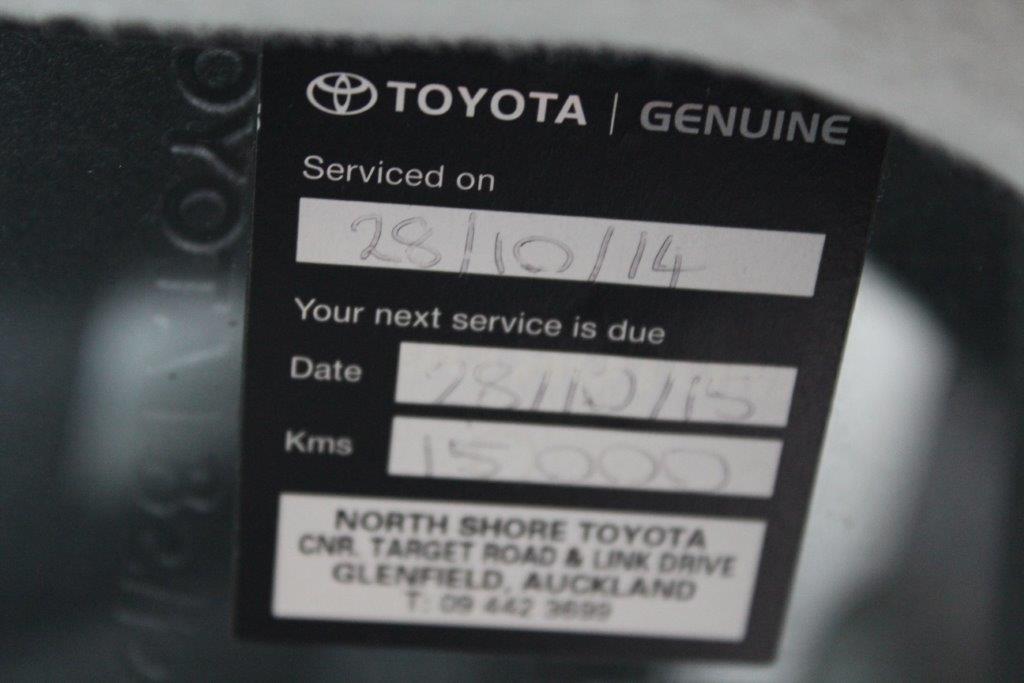 TOYOTA | GENUINE
Serviced on
28/10/14
Your next service is due
Date 28/10/15
Kms 15000
NORTH SHORE TOYOTA
CNR. TARGET ROAD & LINK DRIVE
GLENFIELD, AUCKLAND
T: 09 442 3699